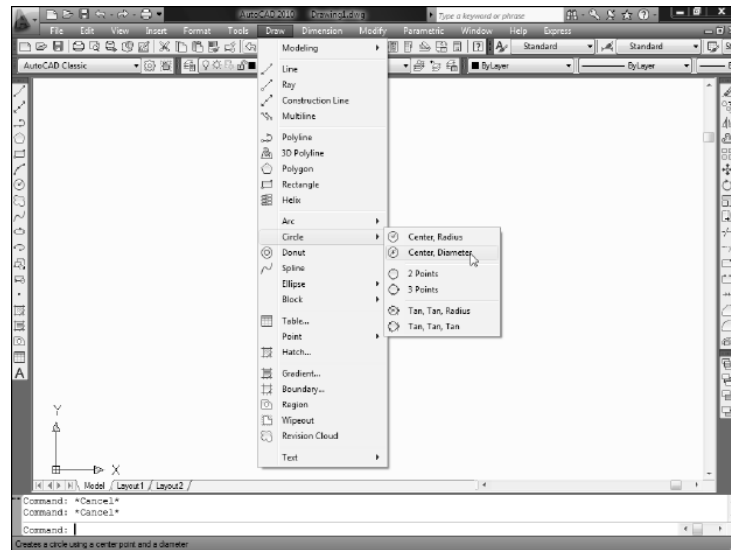 AutoCAD 2010 Drawing1.dwg Type a keyword or phrase
File Edit View Insert Format Tools Draw Dimension Modify Parametric Window Help Express
Standard Standard
AutoCAD Classic ByLayer ByLayer
Modeling
Line
Ray
Construction Line
Multiline
Polyline
3D Polyline
Polygon
Rectangle
Helix
Arc
Circle
Donut
Spline
Ellipse
Block
Table...
Point
Hatch...
Gradient...
Boundary...
Region
Wipeout
Revision Cloud
Text
Center, Radius
Center, Diameter
2 Points
3 Points
Tan, Tan, Radius
Tan, Tan, Tan
A
Y
X
Model Layout1 Layout2
Command: *Cancel*
Command: *Cancel*
Command:
Creates a circle using a center point and a diameter